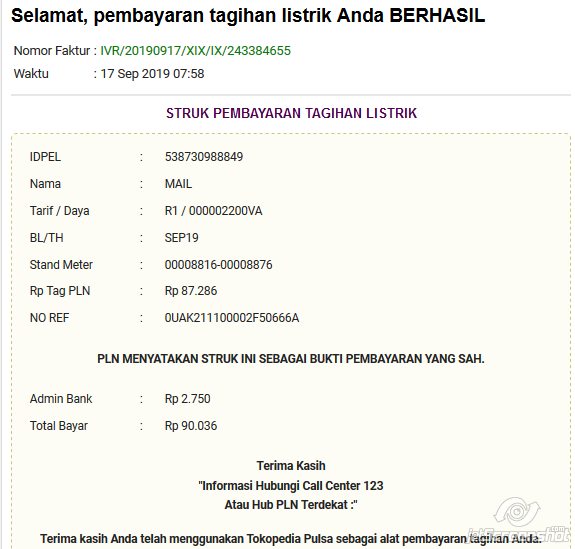 Selamat, pembayaran tagihan listrik Anda BERHASIL
Nomor Faktur : IVR/20190917/XIX/IX/243384655
Waktu : 17 Sep 2019 07:58
STRUK PEMBAYARAN TAGIHAN LISTRIK
IDPEL : 538730988849
Nama : MAIL
Tarif / Daya : R1 / 000002200VA
BL/TH : SEP19
Stand Meter : 00008816-00008876
Rp Tag PLN : Rp 87.286
NO REF : 0UAK211100002F50666A
PLN MENYATAKAN STRUK INI SEBAGAI BUKTI PEMBAYARAN YANG SAH.
Admin Bank : Rp 2.750
Total Bayar : Rp 90.036
Terima Kasih
"Informasi Hubungi Call Center 123
Atau Hub PLN Terdekat :"
Terima kasih Anda telah menggunakan Tokopedia Pulsa sebagai alat pembayaran tagihan Anda.